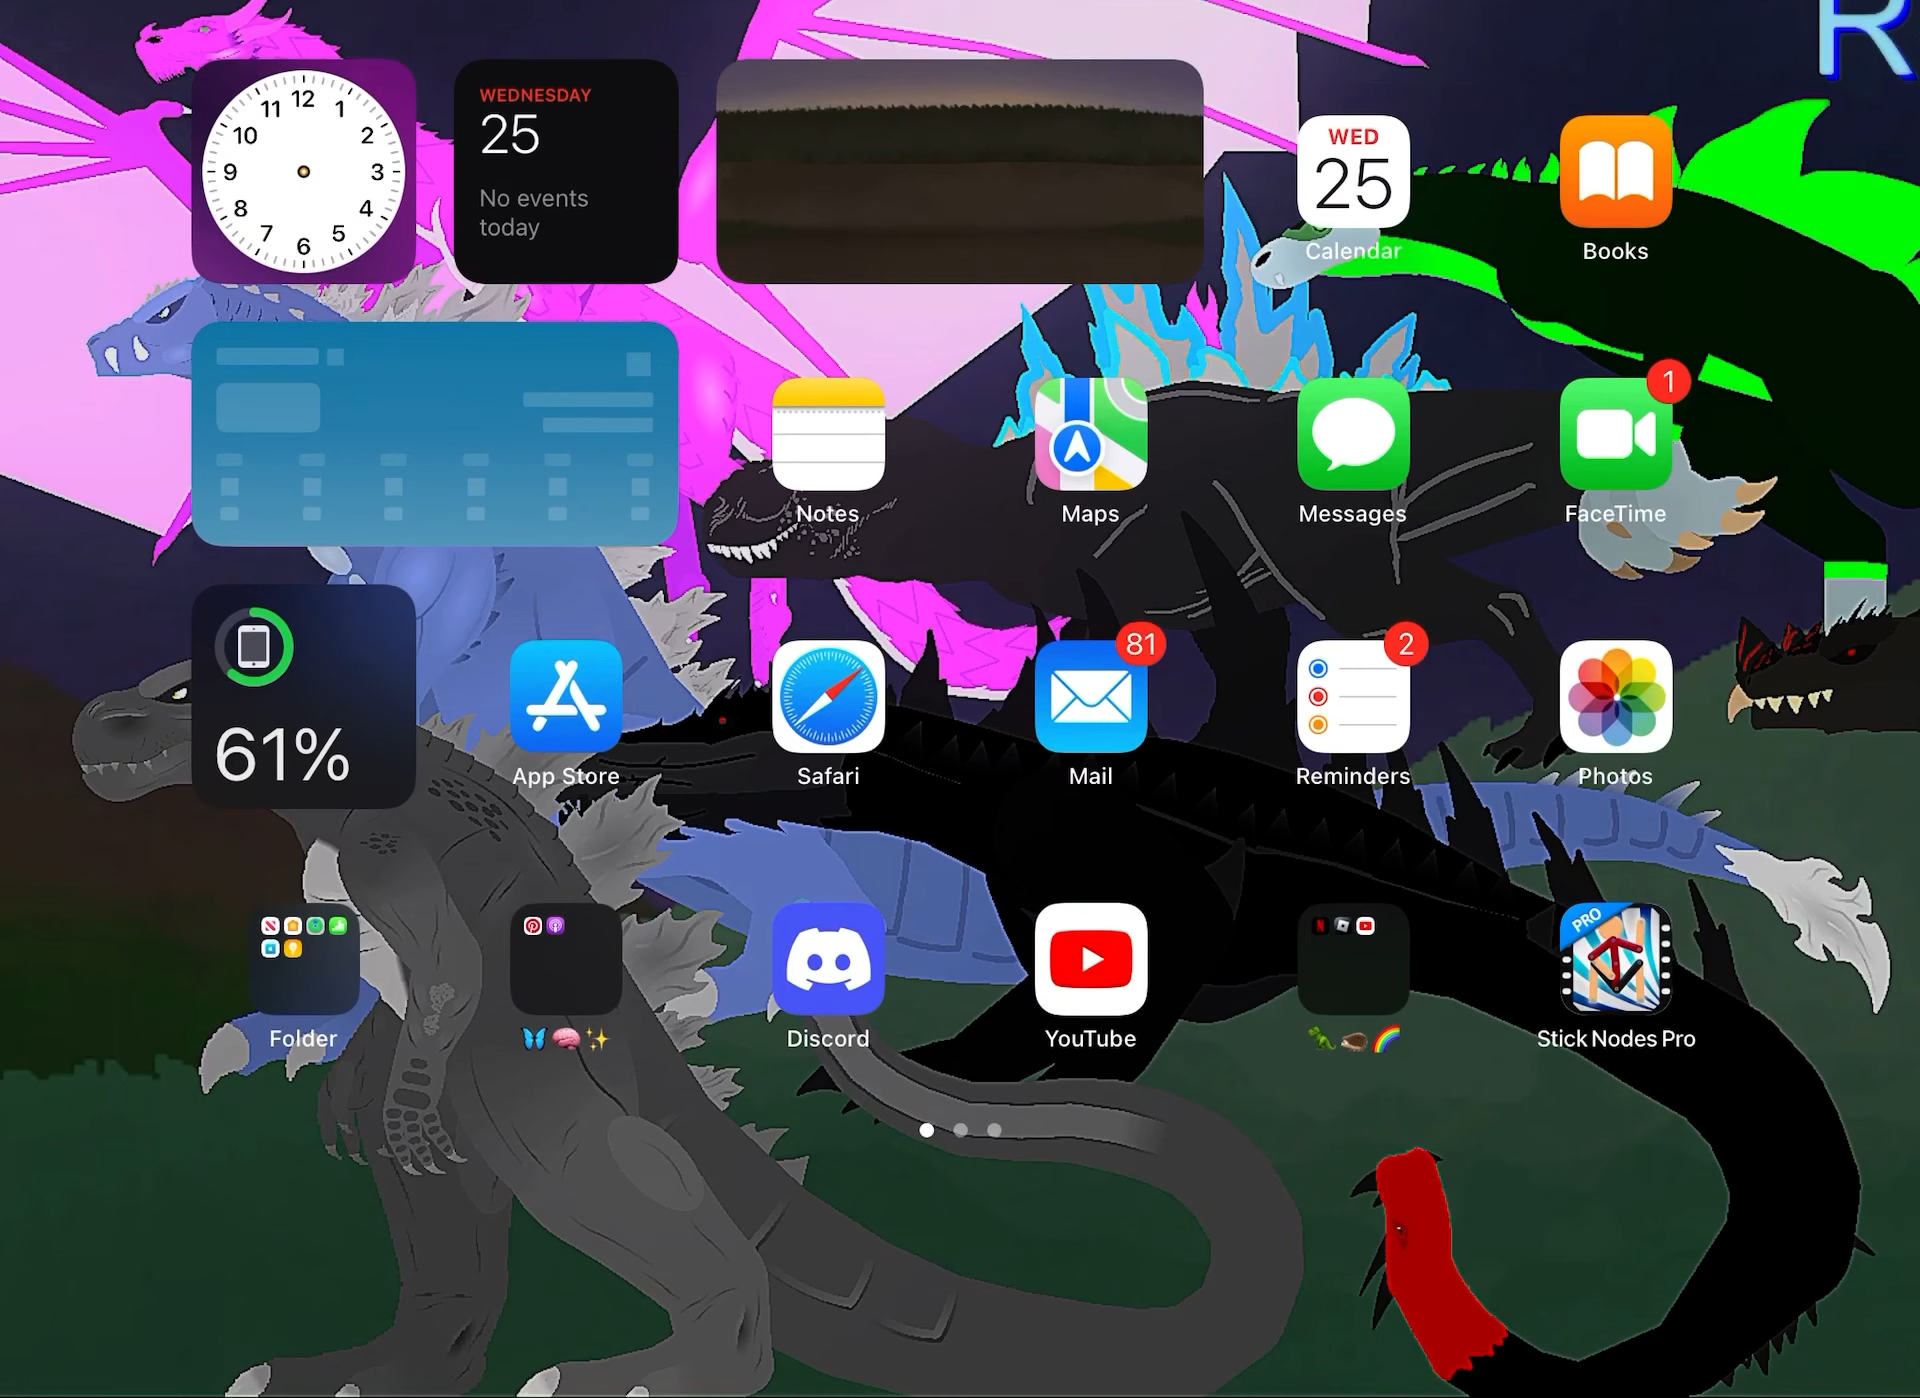 R
12
1
2
3
4
5
6
7
8
9
10
11
WEDNESDAY
25
No events
today
WED
25
Calendar
Books
1
Notes
Maps
Messages
FaceTime
61%
81
2
App Store
Safari
Mail
Reminders
Photos
PRO
Folder
Discord
YouTube
Stick Nodes Pro